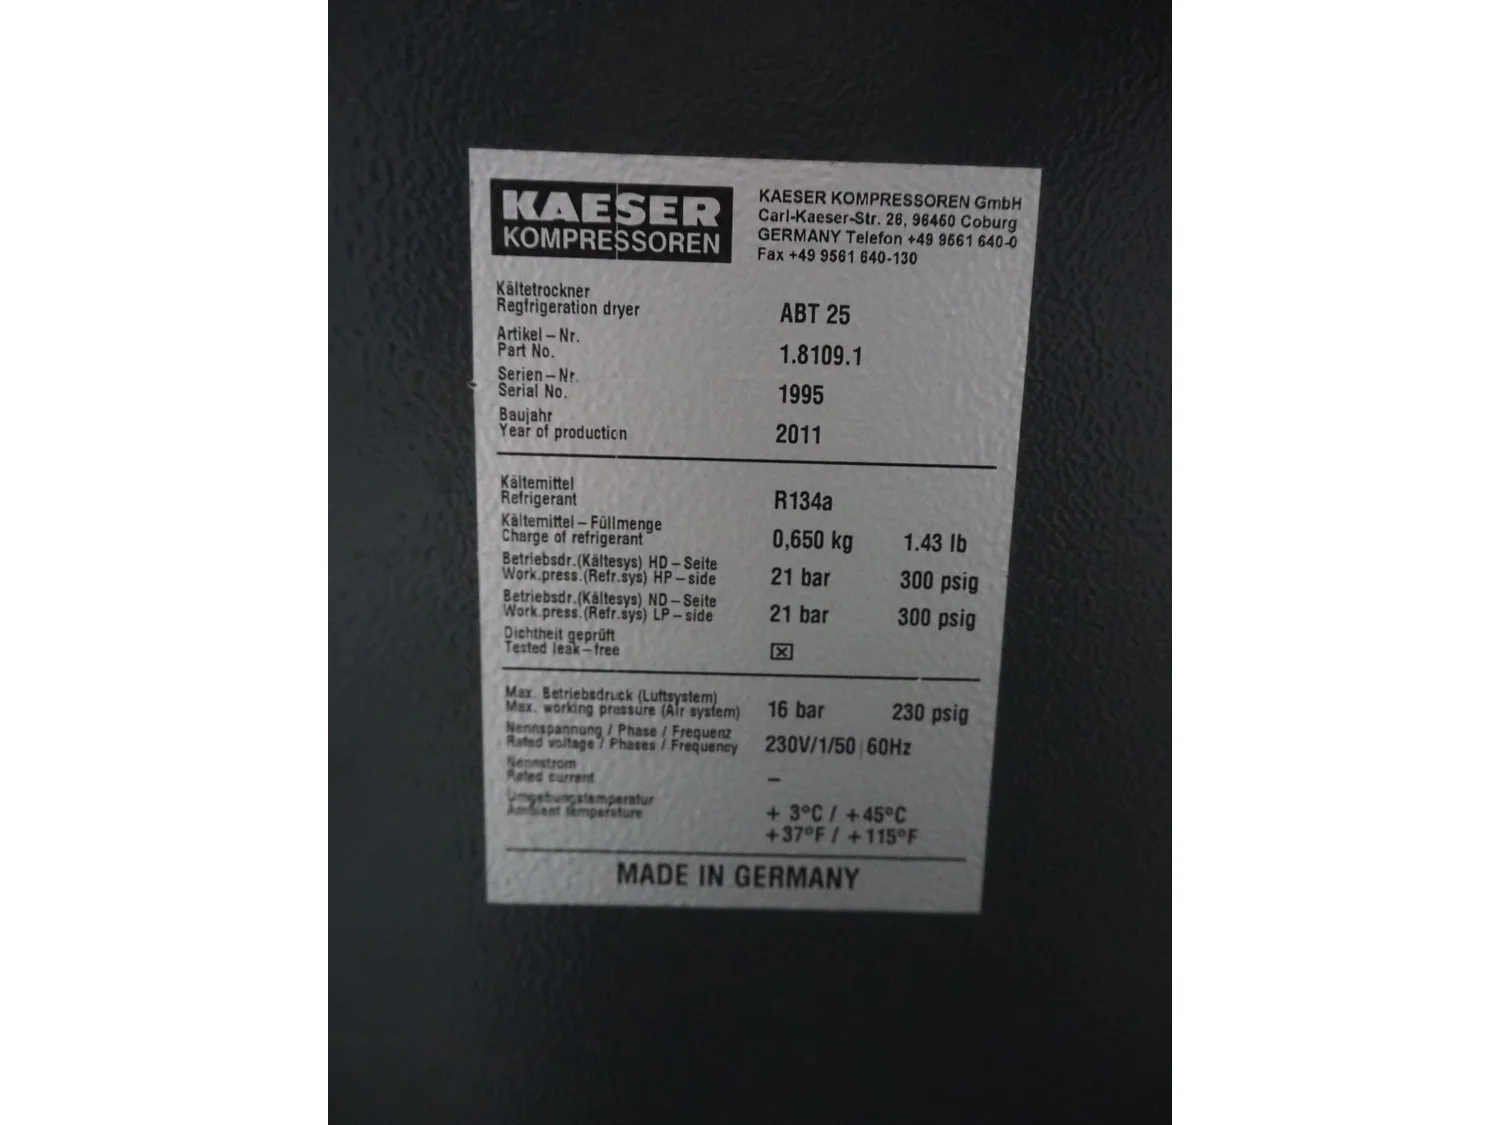 KAESER
KOMPRESSOREN
KAESER KOMPRESSOREN GmbH
Carl-Kaeser-Str. 26, 96450 Coburg
GERMANY Telefon +49 9561 640-0
Fax +49 9561 640-130
Kältetrockner
Regfrigeration dryer
ABT 25
Artikel – Nr.
Part No.
1.8109.1
Serien – Nr.
Serial No.
1995
Baujahr
Year of production
2011
Kältemittel
Refrigerant
R134a
Kältemittel – Füllmenge
Charge of refrigerant
0,650 kg 1.43 lb
Betriebsdr.(Kältesys) HD – Seite
Work.press.(Refr.sys) HP – side
21 bar 300 psig
Betriebsdr.(Kältesys) ND – Seite
Work.press.(Refr.sys) LP – side
21 bar 300 psig
Dichtheit geprüft
Tested leak – free
☒
Max. Betriebsdruck (Luftsystem)
Max. working pressure (Air system)
16 bar 230 psig
Nennspannung / Phase / Frequenz
Rated voltage / Phases / Frequency
230V/1/50 | 60Hz
Nennstrom
Rated current
–
Umgebungstemperatur
Ambient temperature
+ 3°C / +45°C
+37°F / +115°F
MADE IN GERMANY